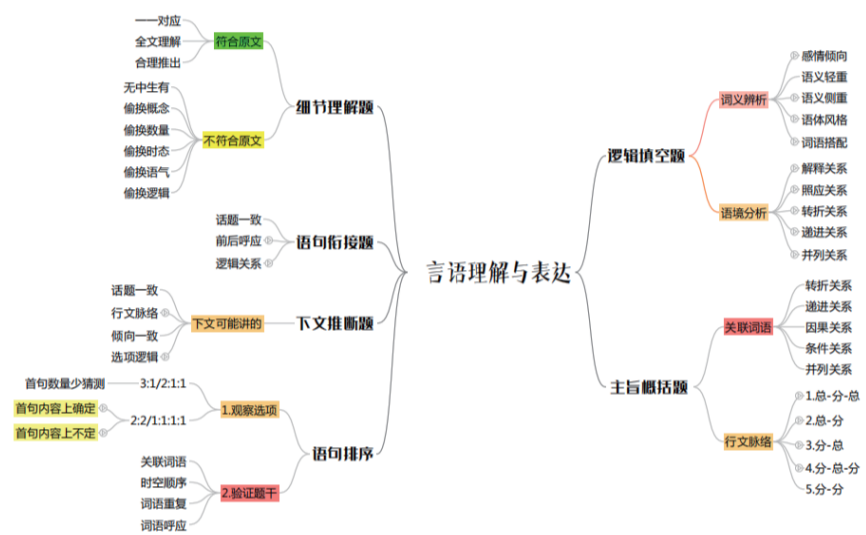 言语理解与表达
细节理解题
符合原文
一一对应
全文理解
合理推出
不符合原文
无中生有
偷换概念
偷换数量
偷换时态
偷换语气
偷换逻辑
语句衔接题
话题一致
前后呼应
逻辑关系
下文推断题
下文可能讲的
话题一致
行文脉络
倾向一致
选项逻辑
语句排序
1.观察选项
3:1/2:1:1
首句数量少猜测
2:2/1:1:1:1
首句内容上确定
首句内容上不定
2.验证题干
关联词语
时空顺序
词语重复
词语呼应
逻辑填空题
词义辨析
感情倾向
语义轻重
语义侧重
语体风格
词语搭配
语境分析
解释关系
照应关系
转折关系
递进关系
并列关系
主旨概括题
关联词语
转折关系
递进关系
因果关系
条件关系
并列关系
行文脉络
1.总-分-总
2.总-分
3.分-总
4.分-总-分
5.分-分